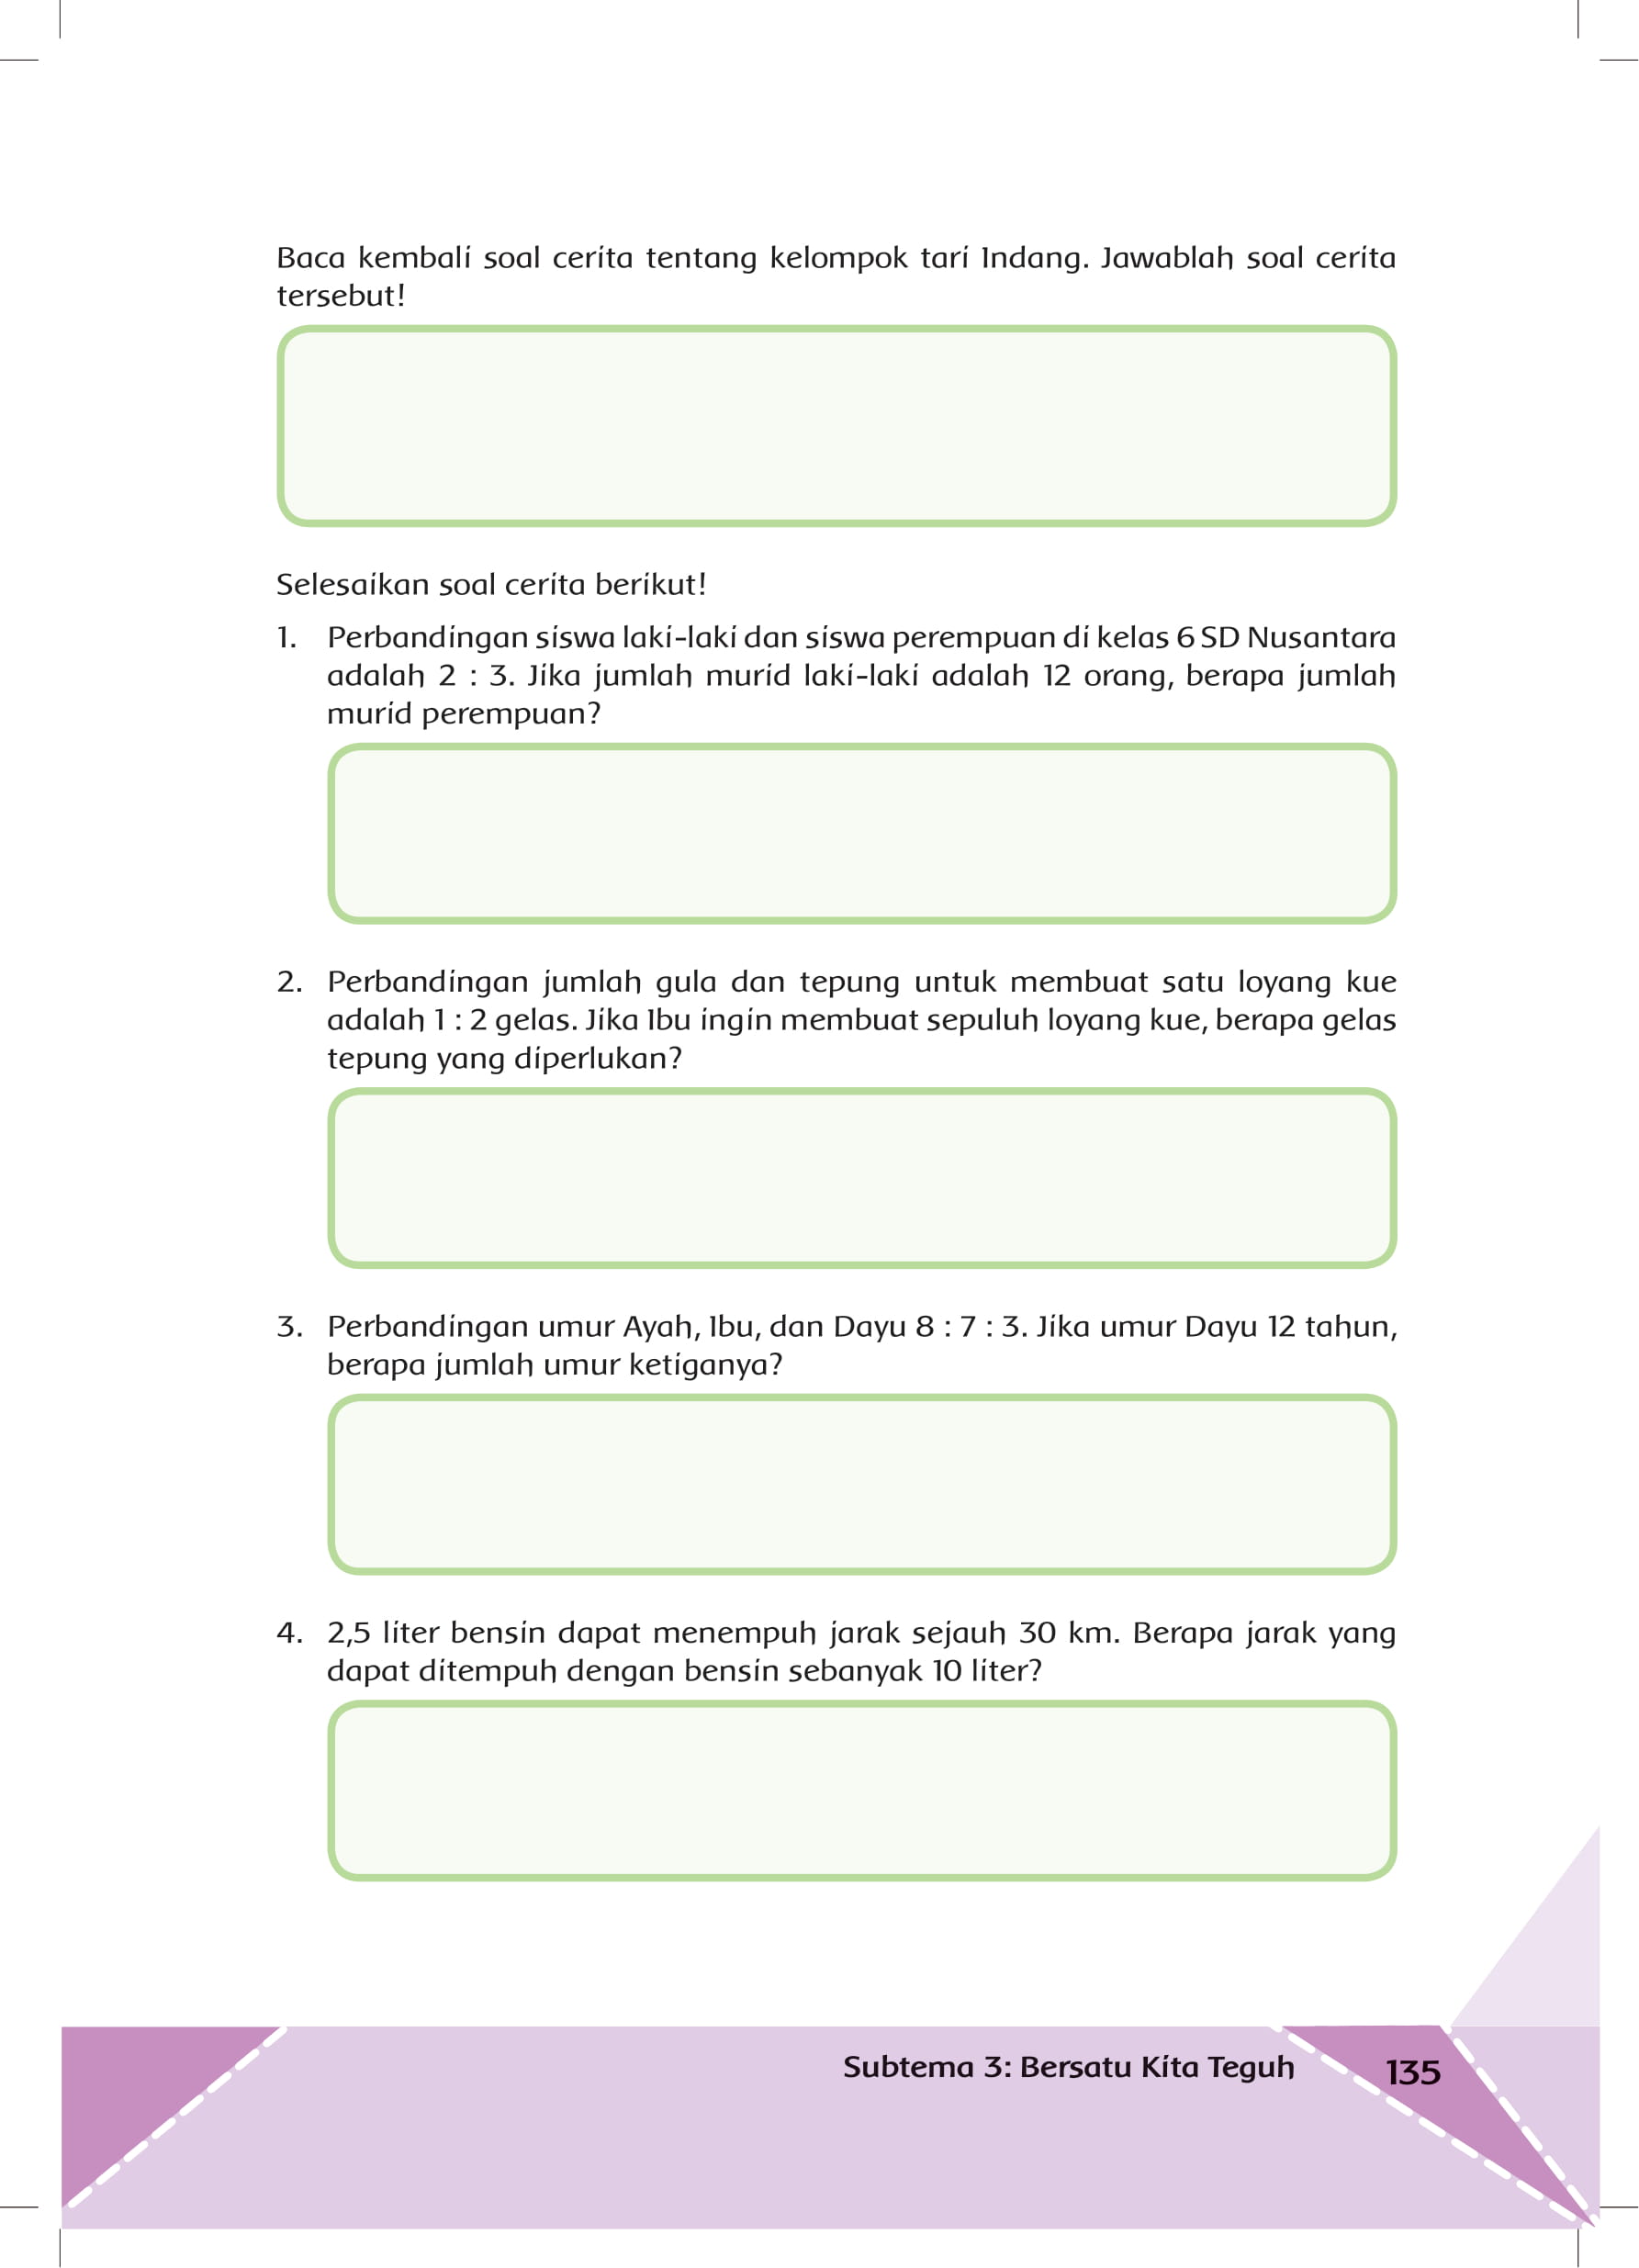 Baca kembali soal cerita tentang kelompok tari Indang. Jawablah soal cerita
tersebut!
Selesaikan soal cerita berikut!
1. Perbandingan siswa laki-laki dan siswa perempuan di kelas 6 SD Nusantara
adalah 2 : 3. Jika jumlah murid laki-laki adalah 12 orang, berapa jumlah
murid perempuan?
2. Perbandingan jumlah gula dan tepung untuk membuat satu loyang kue
adalah 1 : 2 gelas. Jika Ibu ingin membuat sepuluh loyang kue, berapa gelas
tepung yang diperlukan?
3. Perbandingan umur Ayah, Ibu, dan Dayu 8 : 7 : 3. Jika umur Dayu 12 tahun,
berapa jumlah umur ketiganya?
4. 2,5 liter bensin dapat menempuh jarak sejauh 30 km. Berapa jarak yang
dapat ditempuh dengan bensin sebanyak 10 liter?
Subtema 3: Bersatu Kita Teguh 135